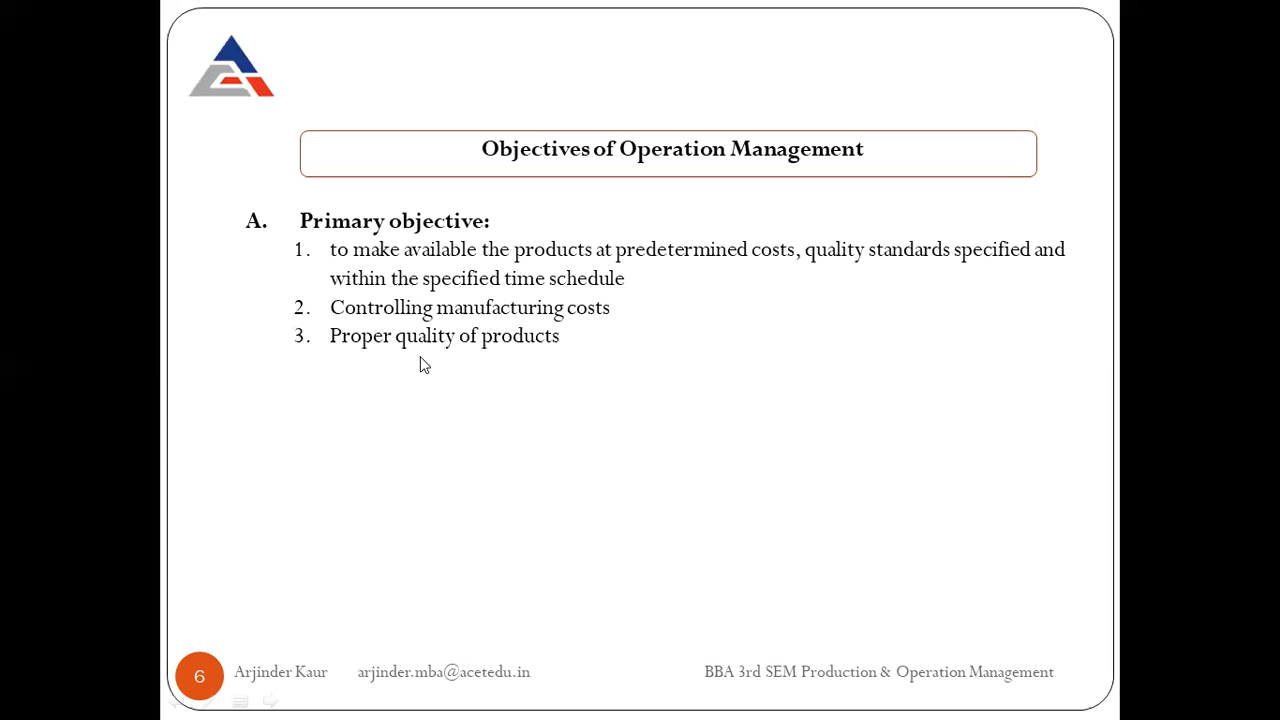 Objectives of Operation Management
A. Primary objective:
1. to make available the products at predetermined costs, quality standards specified and
within the specified time schedule
2. Controlling manufacturing costs
3. Proper quality of products
6 Arjinder Kaur arjinder.mba@acetedu.in BBA 3rd SEM Production & Operation Management